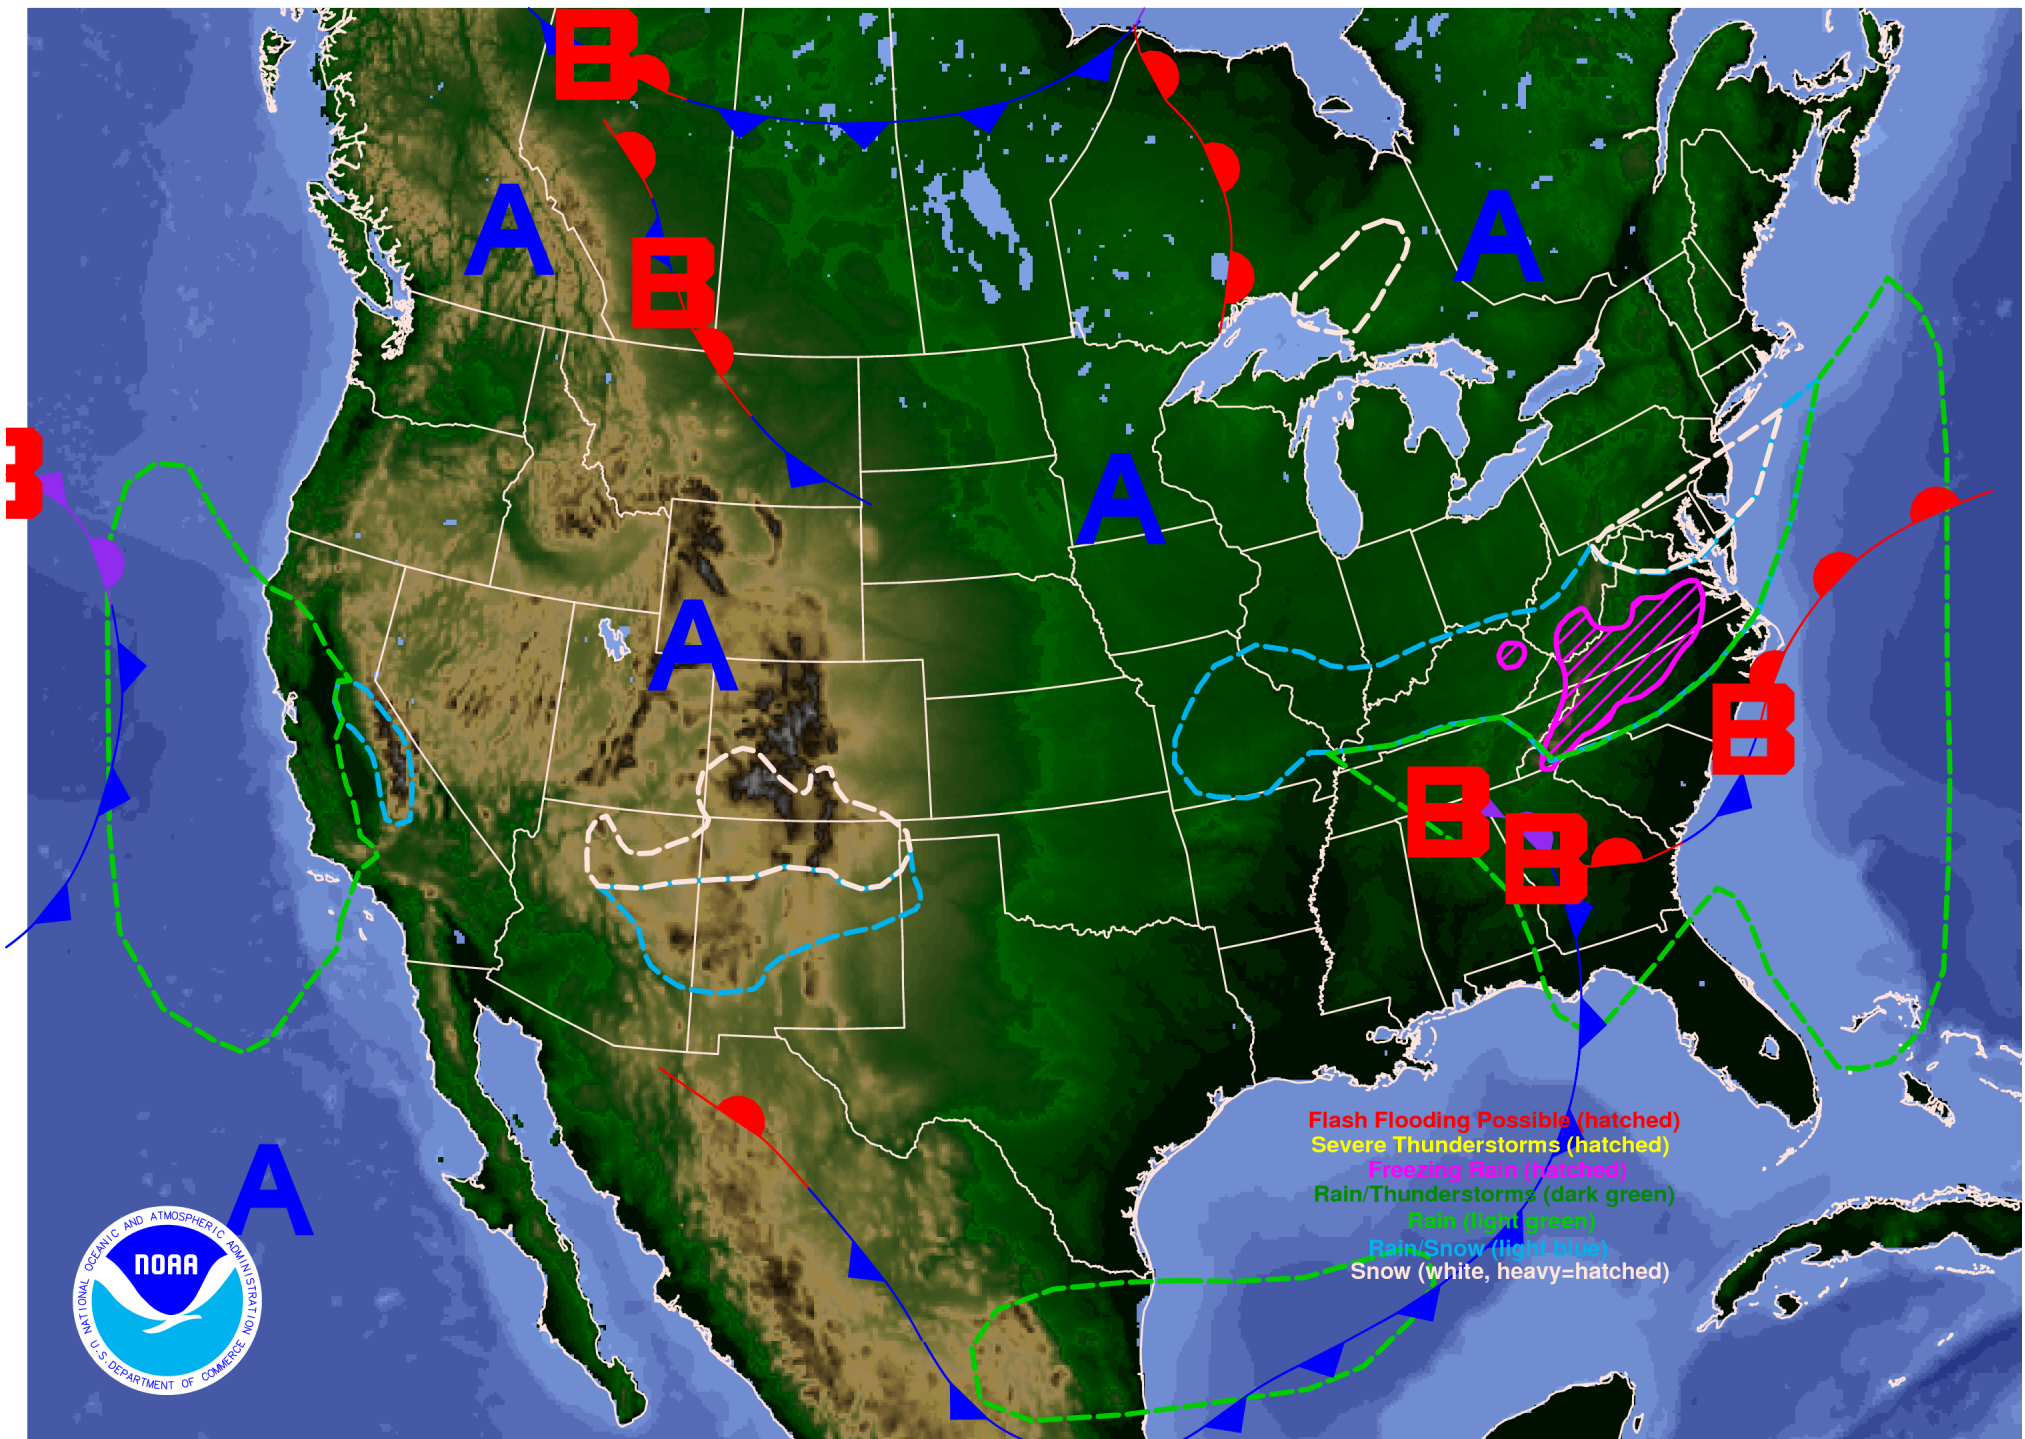 B
B
A
B
A
B
A
A
B
B
B
A
Flash Flooding Possible (hatched)
Severe Thunderstorms (hatched)
Freezing Rain (hatched)
Rain/Thunderstorms (dark green)
Rain (light green)
Rain/Snow (light blue)
Snow (white, heavy=hatched)
NATIONAL OCEANIC AND ATMOSPHERIC ADMINISTRATION
NOAA
U.S. DEPARTMENT OF COMMERCE